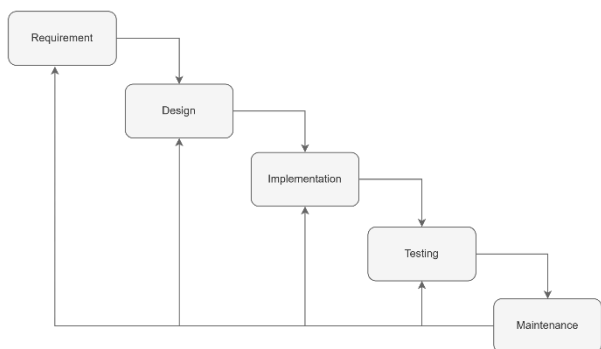 Requirement
Design
Implementation
Testing
Maintenance